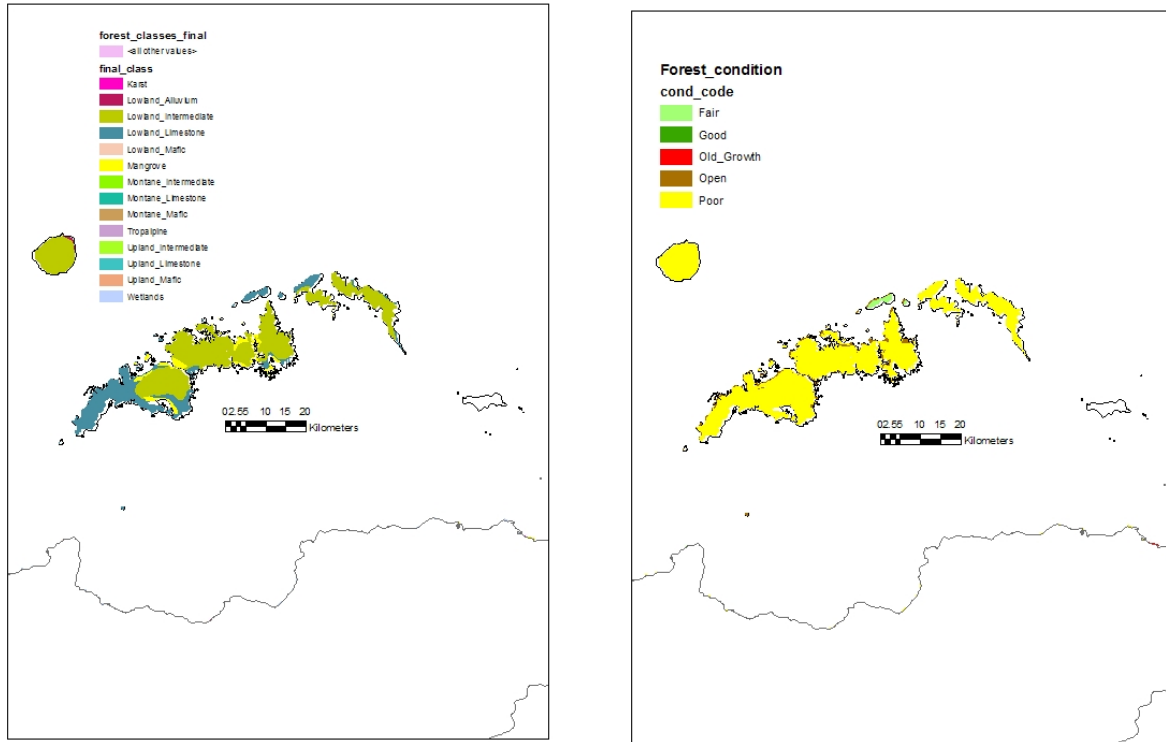 forest_classes_final
<all other values>
final_class
Karst
Lowland_Alluvium
Lowland_Intermediate
Lowland_Limestone
Lowland_Mafic
Mangrove
Montane_Intermediate
Montane_Limestone
Montane_Mafic
Tropalpine
Upland_Intermediate
Upland_Limestone
Upland_Mafic
Wetlands
02.55 10 15 20
Kilometers
Forest_condition
cond_code
Fair
Good
Old_Growth
Open
Poor
02.55 10 15 20
Kilometers